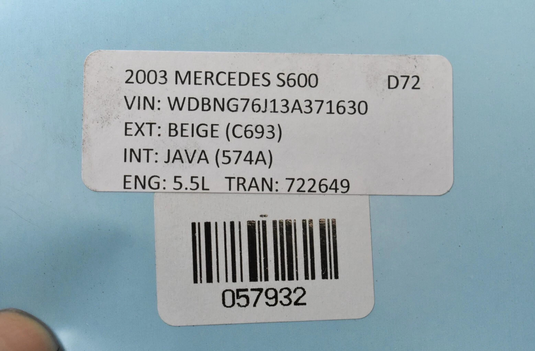 2003 MERCEDES S600 D72
VIN: WDBNG76J13A371630
EXT: BEIGE (C693)
INT: JAVA (574A)
ENG: 5.5L TRAN: 722649
057932